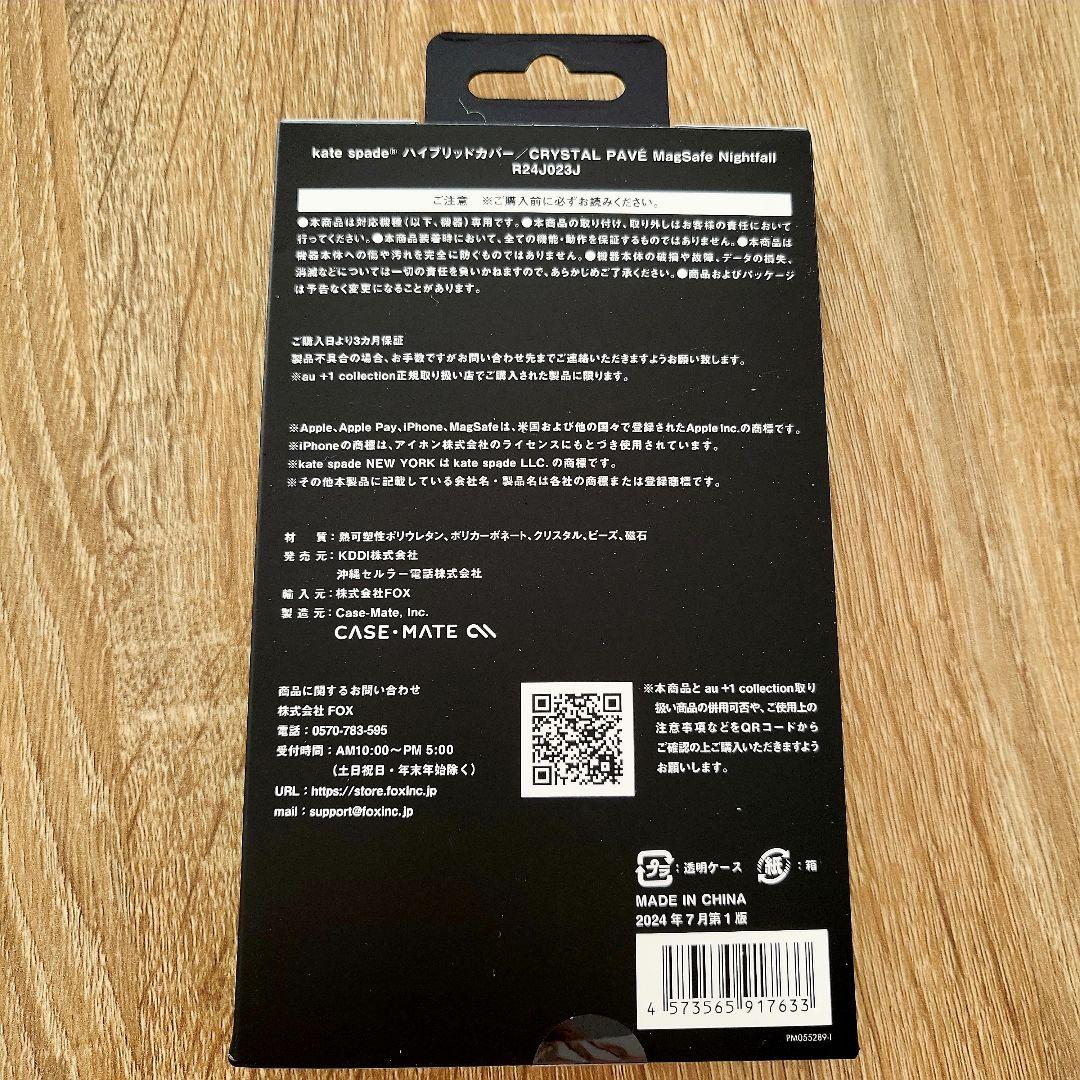 kate spade® ハイブリッドカバー／CRYSTAL PAVÉ MagSafe Nightfall
R24J023J
ご注意　※ご購入前に必ずお読みください。
●本商品は対応機種（以下、機器）専用です。●本商品の取り付け、取り外しはお客様の責任において
行ってください。●本商品装着時において、全ての機能・動作を保証するものではありません。●本商品は
機器本体への傷や汚れを完全に防ぐものではありません。●機器本体の破損や故障、データの損失、
消滅などについては一切の責任を負いかねますので、あらかじめご了承ください。●商品およびパッケージ
は予告なく変更になることがあります。
ご購入日より3カ月保証
製品不具合の場合、お手数ですがお問い合わせ先までご連絡いただきますようお願い致します。
※au +1 collection正規取り扱い店でご購入された製品に限ります。
※Apple、Apple Pay、iPhone、MagSafeは、米国および他の国々で登録されたApple Inc.の商標です。
※iPhoneの商標は、アイホン株式会社のライセンスにもとづき使用されています。
※kate spade NEW YORK は kate spade LLC. の商標です。
※その他本製品に記載している会社名・製品名は各社の商標または登録商標です。
材　質：熱可塑性ポリウレタン、ポリカーボネート、クリスタル、ビーズ、磁石
発売元：KDDI株式会社
沖縄セルラー電話株式会社
輸入元：株式会社FOX
製造元：Case-Mate, Inc.
CASE・MATE
商品に関するお問い合わせ
株式会社 FOX
電話：0570-783-595
受付時間：AM10:00～PM 5:00
（土日祝日・年末年始除く）
URL：https://store.foxinc.jp
mail：support@foxinc.jp
※本商品と au +1 collection取り
扱い商品の併用可否や、ご使用上の
注意事項などをQRコードから
ご確認の上ご購入いただきますよう
お願いします。
プラ：透明ケース 紙：箱
MADE IN CHINA
2024 年 7 月第 1 版
4 573565 917633
PM055289-I